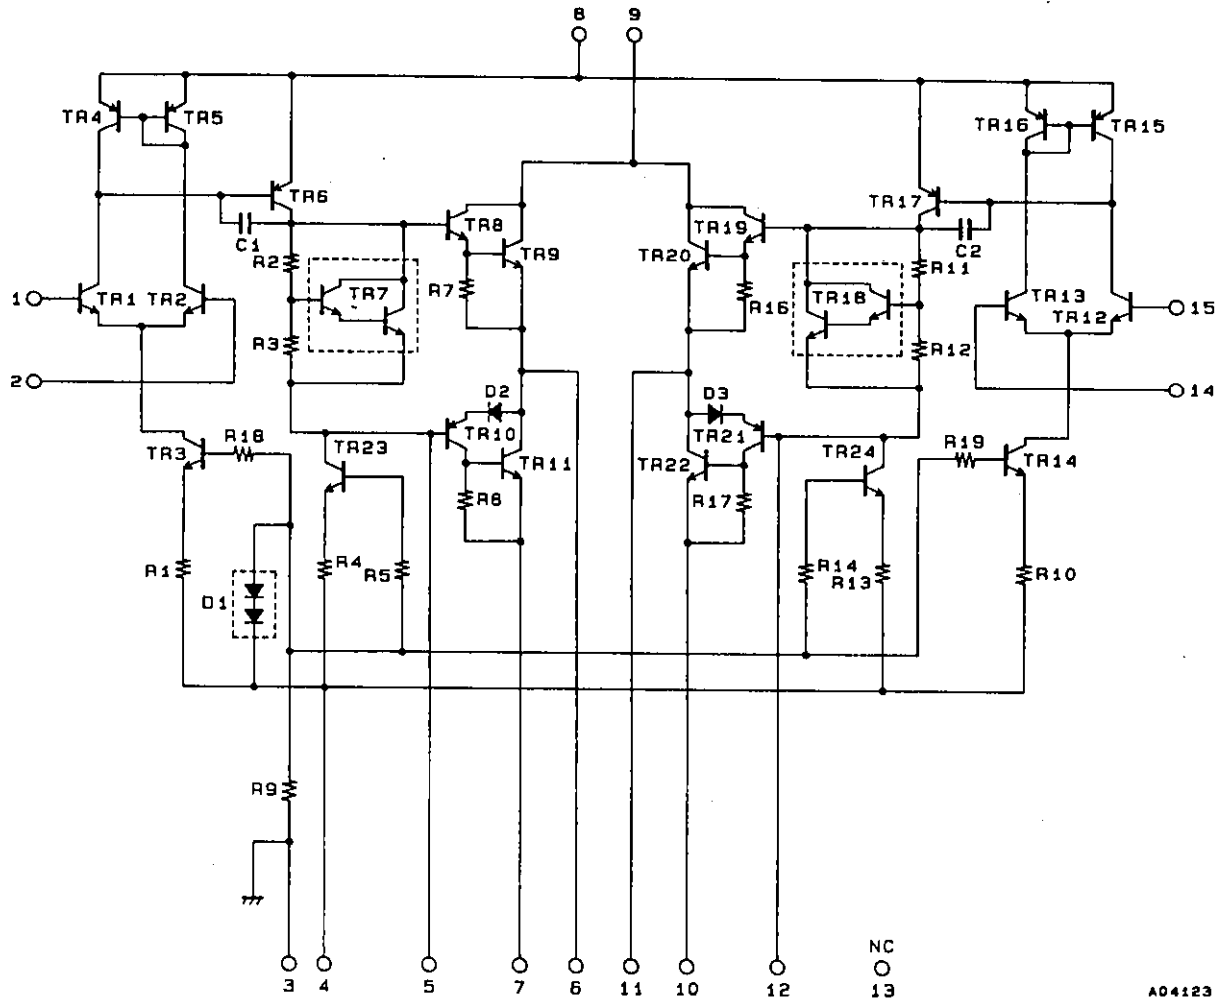 8 9
TR4 TR5 TR16 TR15
TR6 TR17
C1 TR8 TR19 C2
R2 TR9 TR20 R11
1 TR1 TR2 TR7 R7 R16 TR18 TR13 TR12 15
R3 R12
2 14
D2 D3
R18 TR10 TR21 R19
TR3 TR23 TR11 TR22 TR24 TR14
R8 R17
R1 R4 R5 R14 R13 R10
D1
R9
NC
3 4 5 7 6 11 10 12 13
A04123